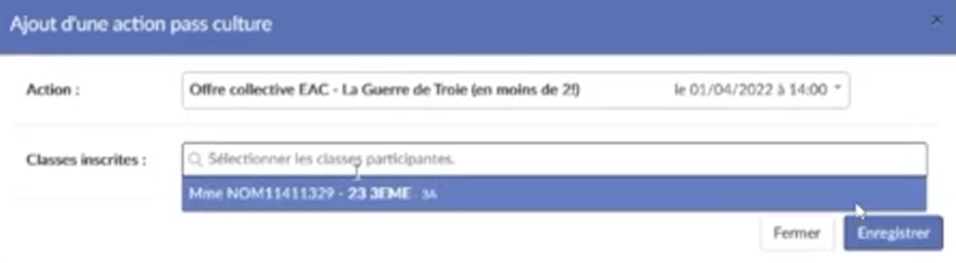 Ajout d'une action pass culture
×
Action : Offre collective EAC - La Guerre de Troie (en moins de 2!) le 01/04/2022 à 14:00
Classes inscrites : Sélectionner les classes participantes.
Mme NOM11411329 - 23 3EME - 3A
Fermer Enregistrer